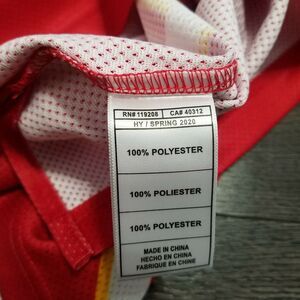 RN# 119208 CA# 40312
HY / SPRING 2020
100% POLYESTER
100% POLIESTER
100% POLYESTER
MADE IN CHINA
HECHO EN CHINA
FABRIQUE EN CHINE